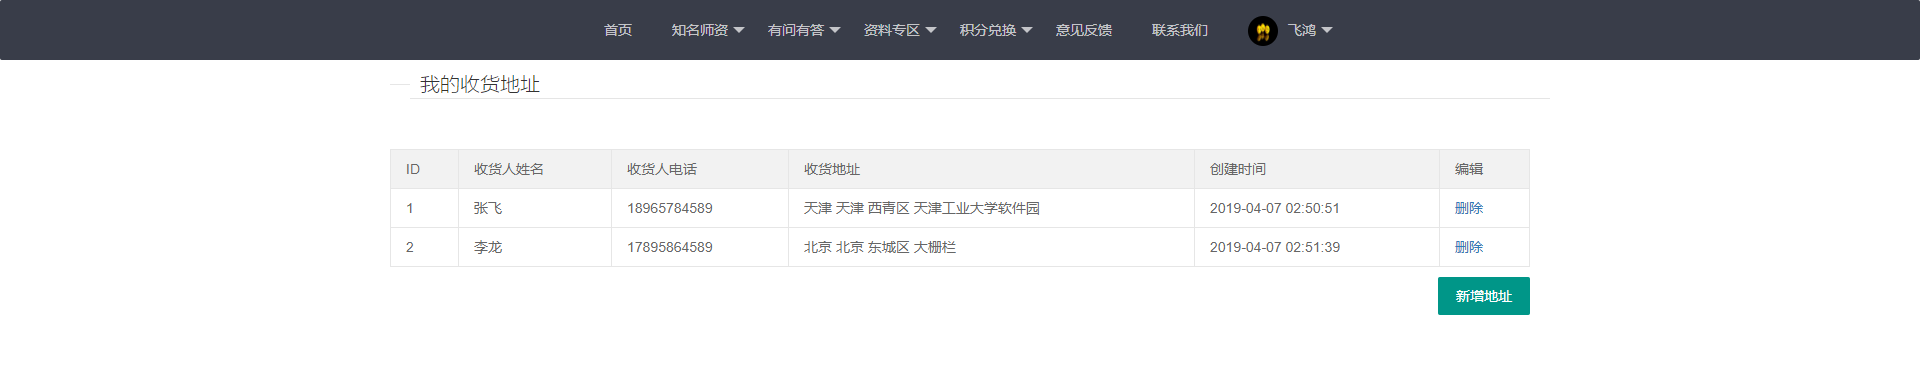 首页 知名师资 有问有答 资料专区 积分兑换 意见反馈 联系我们 飞鸿
我的收货地址
ID 收货人姓名 收货人电话 收货地址 创建时间 编辑
1 张飞 18965784589 天津 天津 西青区 天津工业大学软件园 2019-04-07 02:50:51 删除
2 李龙 17895864589 北京 北京 东城区 大栅栏 2019-04-07 02:51:39 删除
新增地址